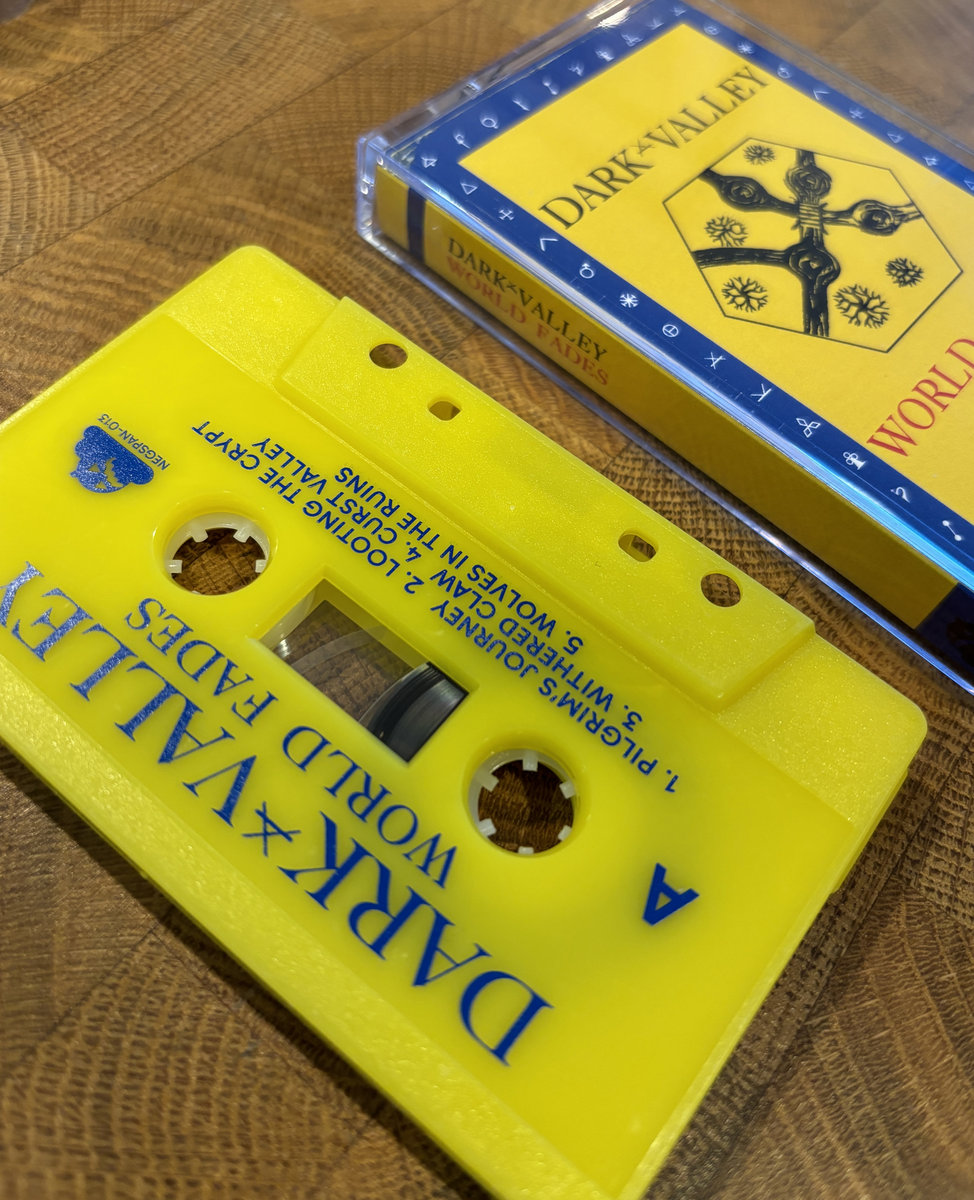 DARK VALLEY
WORLD
DARK VALLEY
WORLD FADES
DARK VALLEY
WORLD FADES
A
1. PILGRIM'S JOURNEY 2. LOOTING THE CRYPT
3. WITHERED CLAW 4. CURST VALLEY
5. WOLVES IN THE RUINS
NEGSPAN-013